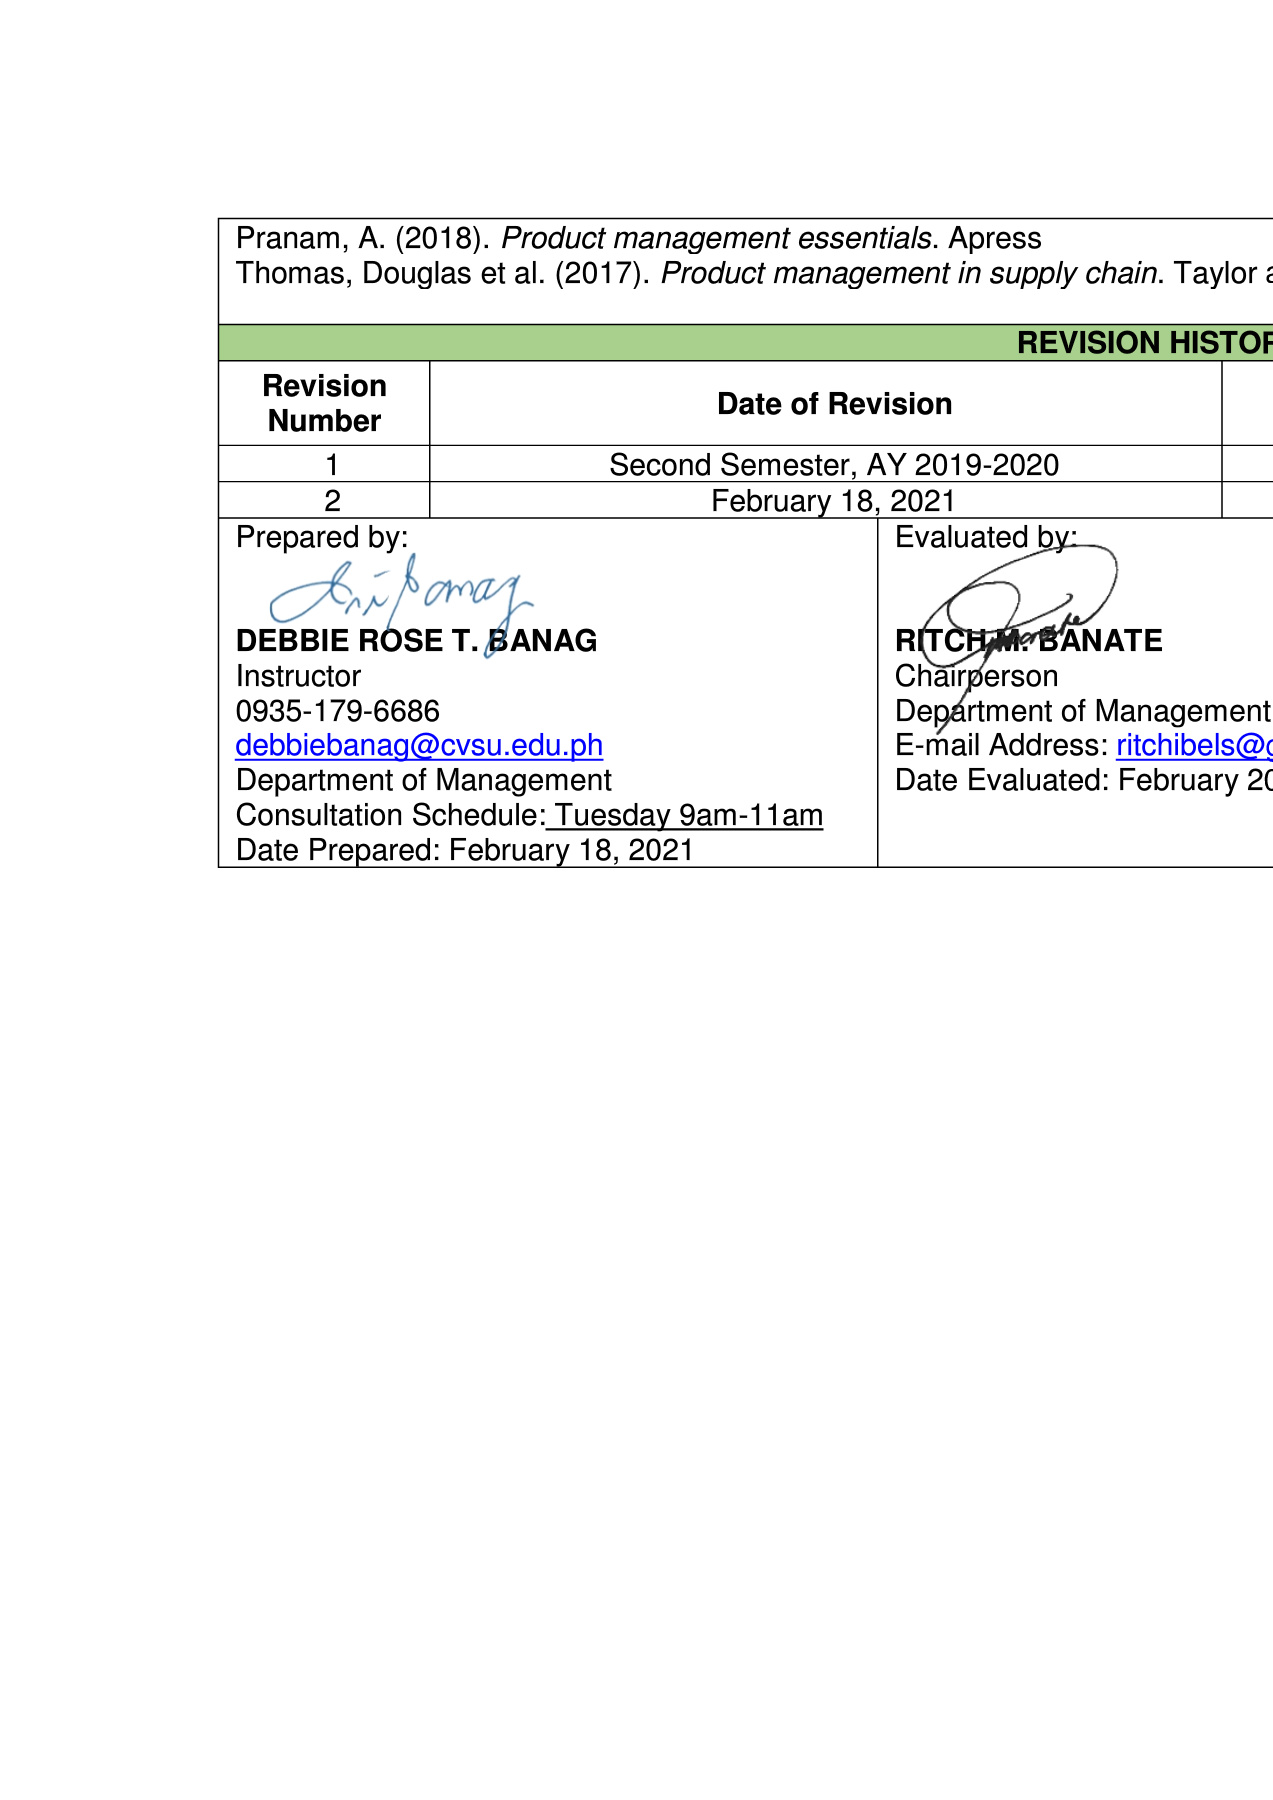 Pranam, A. (2018). Product management essentials. Apress
Thomas, Douglas et al. (2017). Product management in supply chain. Taylor a
REVISION HISTOR
Revision Number
Date of Revision
1
Second Semester, AY 2019-2020
2
February 18, 2021
Prepared by:
DEBBIE ROSE T. BANAG
Instructor
0935-179-6686
debbiebanag@cvsu.edu.ph
Department of Management
Consultation Schedule: Tuesday 9am-11am
Date Prepared: February 18, 2021
Evaluated by:
RITCH M. BANATE
Chairperson
Department of Management
E-mail Address: ritchibels@g
Date Evaluated: February 20